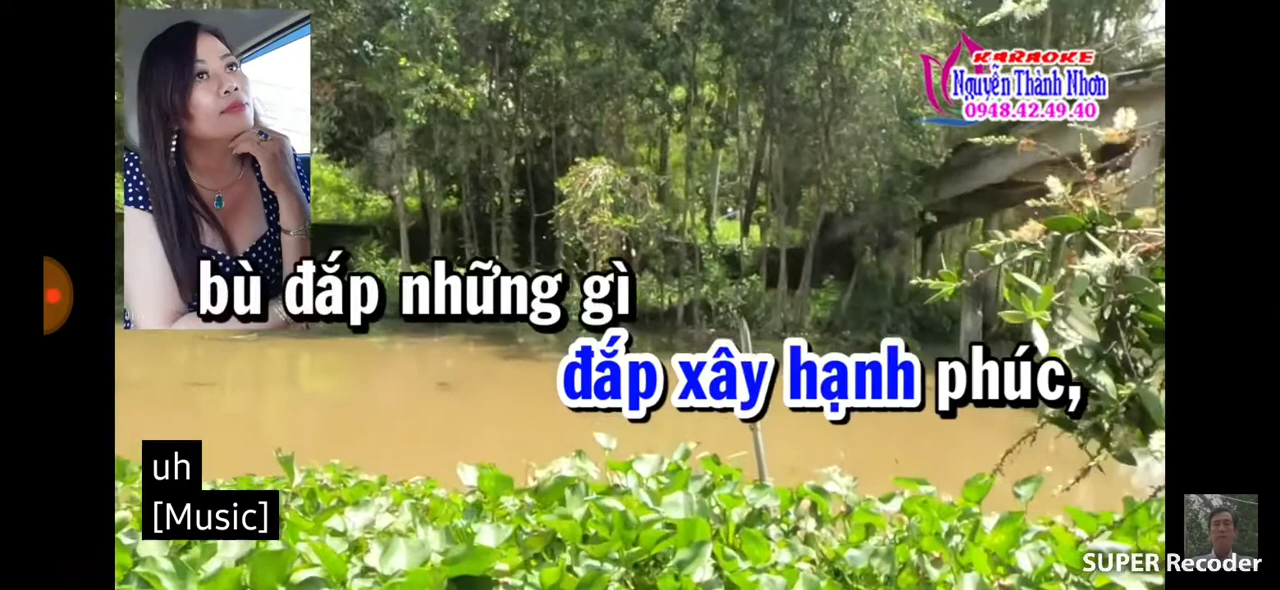 KARAOKE
Nguyễn Thành Nhơn
0948.42.49.40
bù đắp những gì
đắp xây hạnh phúc,
uh
[Music]
SUPER Recoder